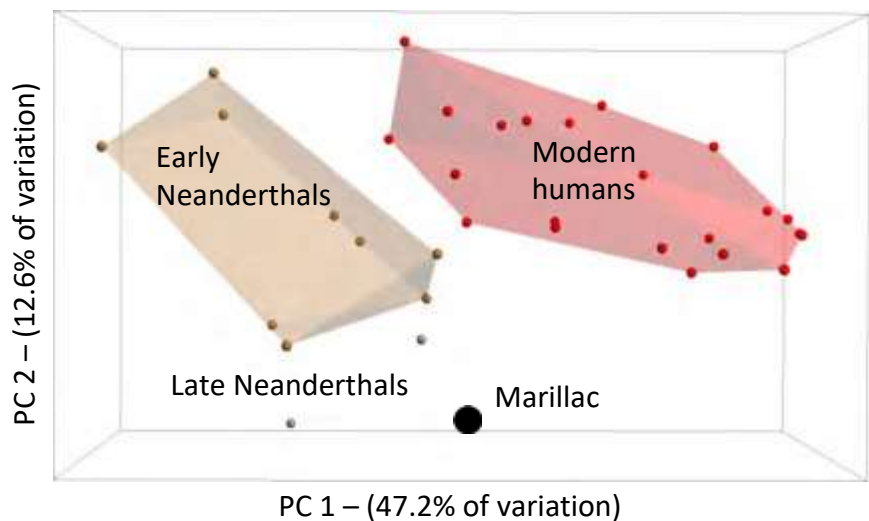 PC 2 – (12.6% of variation)
Early
Neanderthals
Modern
humans
Late Neanderthals
Marillac
PC 1 – (47.2% of variation)